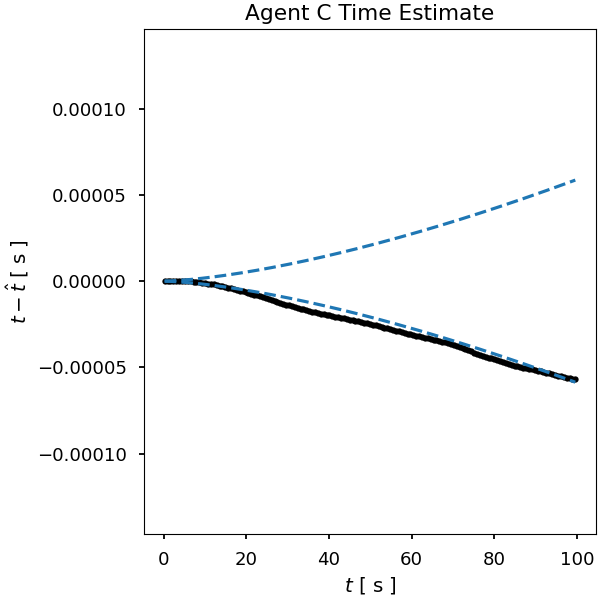 Agent C Time Estimate
t − t̂ [ s ]
0.00010
0.00005
0.00000
−0.00005
−0.00010
0 20 40 60 80 100
t [ s ]